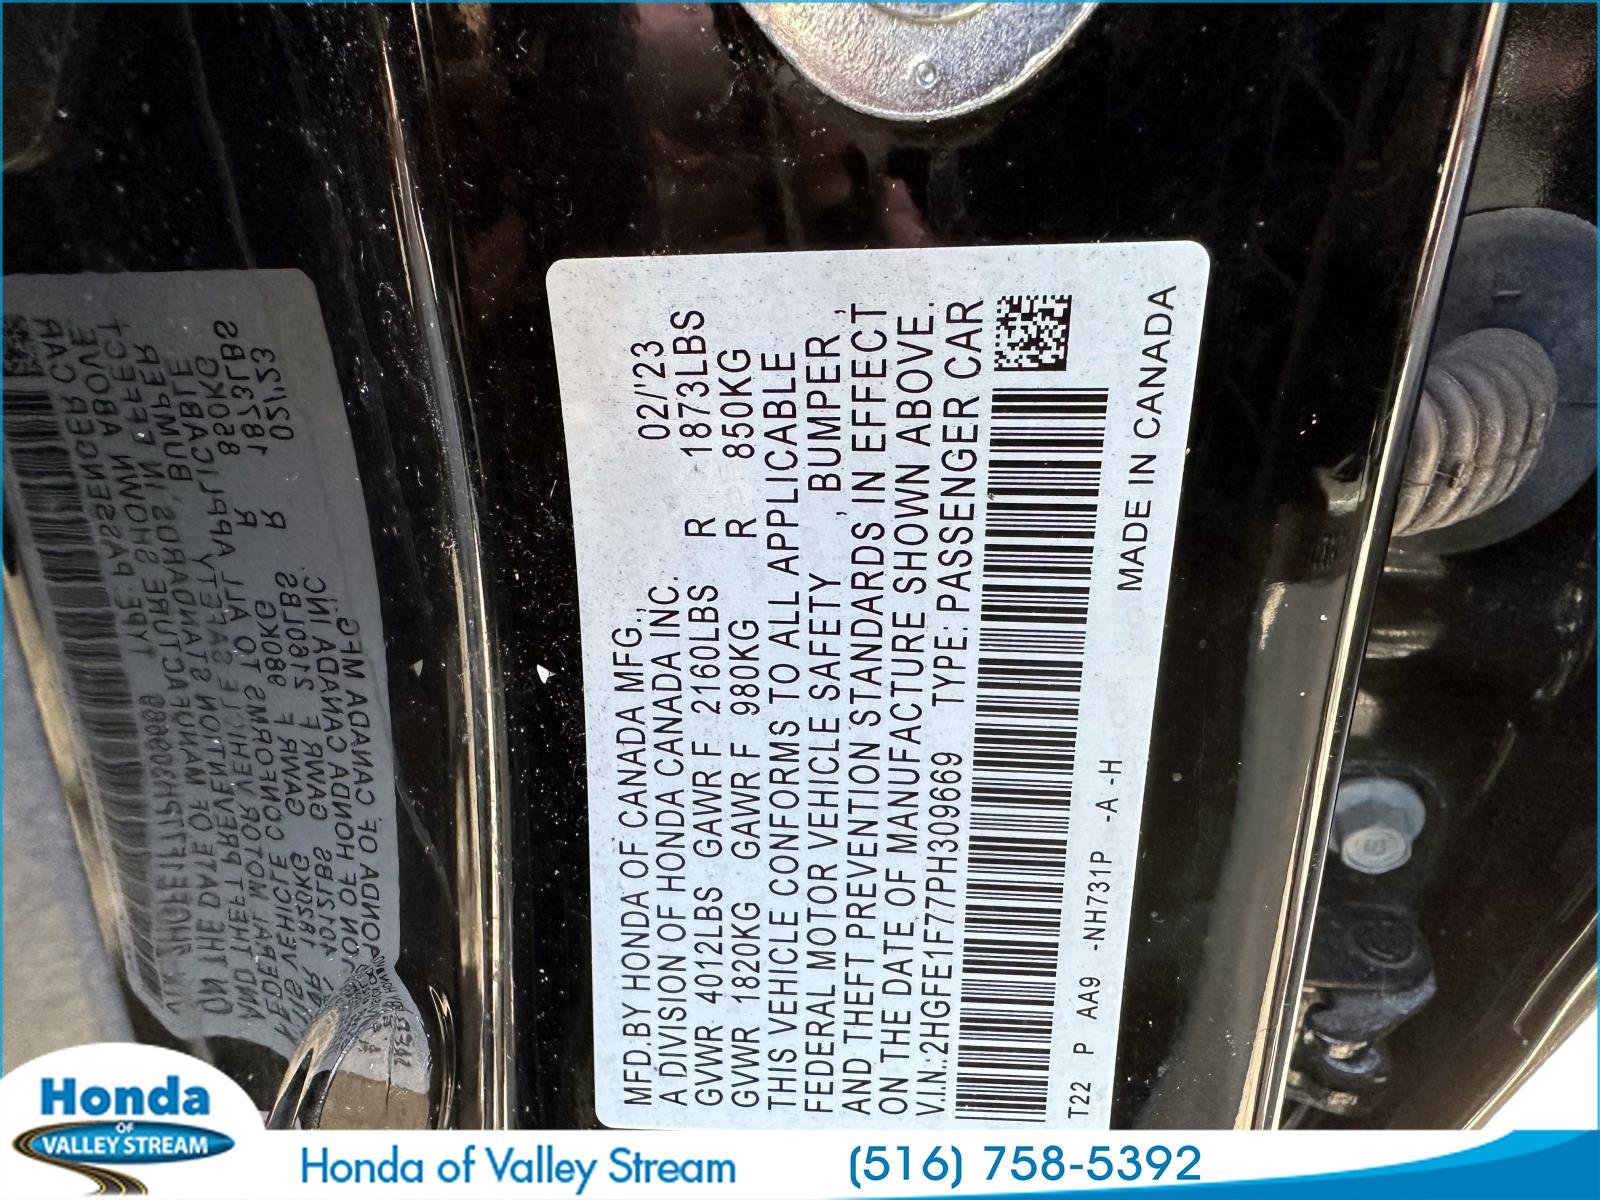 MFD.BY HONDA OF CANADA MFG.,
A DIVISION OF HONDA CANADA INC. 02/'23
GVWR 4012LBS GAWR F 2160LBS R 1873LBS
GVWR 1820KG GAWR F 980KG R 850KG
THIS VEHICLE CONFORMS TO ALL APPLICABLE
FEDERAL MOTOR VEHICLE SAFETY , BUMPER ,
AND THEFT PREVENTION STANDARDS IN EFFECT
ON THE DATE OF MANUFACTURE SHOWN ABOVE.
V.I.N.:2HGFE1F77PH309669 TYPE: PASSENGER CAR
T22 P AA9 -NH731P -A -H
MADE IN CANADA
Honda
OF
VALLEY STREAM
Honda of Valley Stream
(516) 758-5392